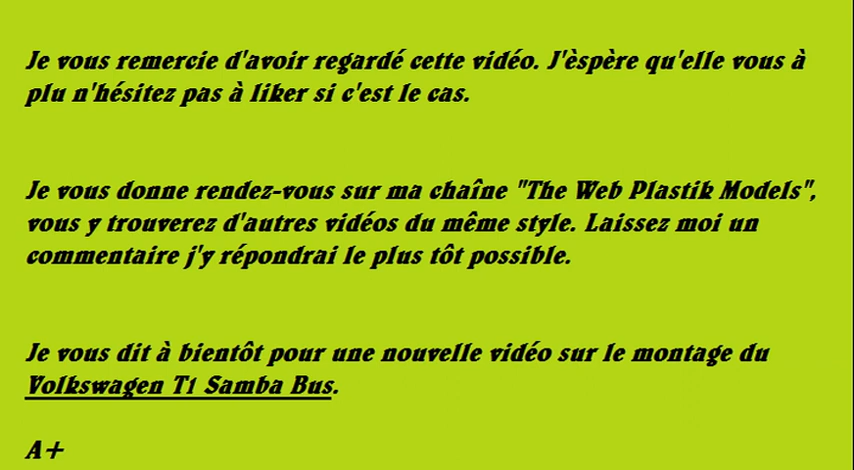 Je vous remercie d'avoir regardé cette vidéo. J'èspère qu'elle vous à
plu n'hésitez pas à liker si c'est le cas.
Je vous donne rendez-vous sur ma chaîne "The Web Plastik Models",
vous y trouverez d'autres vidéos du même style. Laissez moi un
commentaire j'y répondrai le plus tôt possible.
Je vous dit à bientôt pour une nouvelle vidéo sur le montage du
Volkswagen T1 Samba Bus.
A+